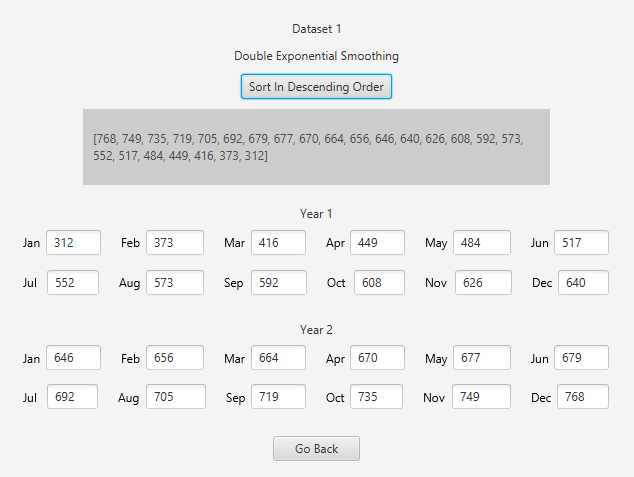 Dataset 1
Double Exponential Smoothing
Sort In Descending Order
[768, 749, 735, 719, 705, 692, 679, 677, 670, 664, 656, 646, 640, 626, 608, 592, 573,
552, 517, 484, 449, 416, 373, 312]
Year 1
Jan 312 Feb 373 Mar 416 Apr 449 May 484 Jun 517
Jul 552 Aug 573 Sep 592 Oct 608 Nov 626 Dec 640
Year 2
Jan 646 Feb 656 Mar 664 Apr 670 May 677 Jun 679
Jul 692 Aug 705 Sep 719 Oct 735 Nov 749 Dec 768
Go Back